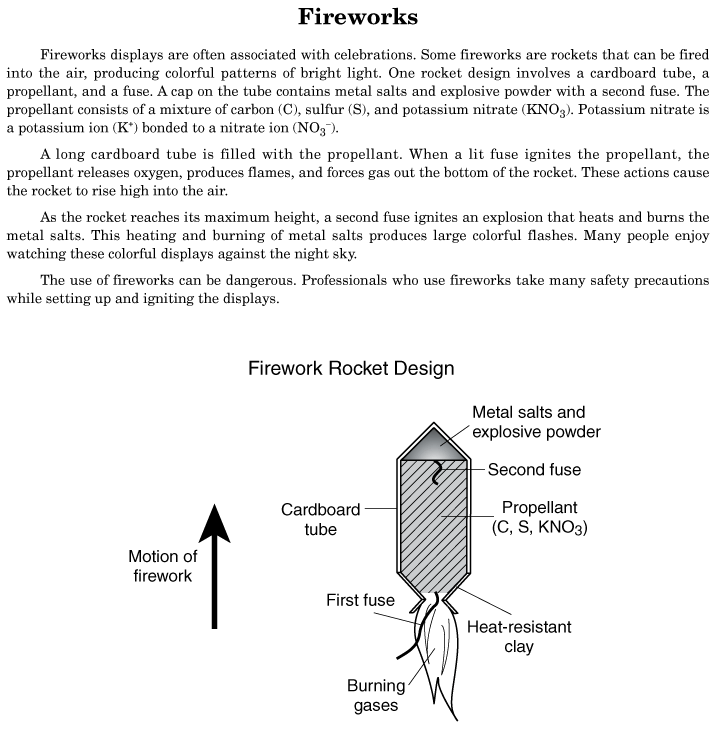 Fireworks
Fireworks displays are often associated with celebrations. Some fireworks are rockets that can be fired
into the air, producing colorful patterns of bright light. One rocket design involves a cardboard tube, a
propellant, and a fuse. A cap on the tube contains metal salts and explosive powder with a second fuse. The
propellant consists of a mixture of carbon (C), sulfur (S), and potassium nitrate (KNO₃). Potassium nitrate is
a potassium ion (K⁺) bonded to a nitrate ion (NO₃⁻).
A long cardboard tube is filled with the propellant. When a lit fuse ignites the propellant, the
propellant releases oxygen, produces flames, and forces gas out the bottom of the rocket. These actions cause
the rocket to rise high into the air.
As the rocket reaches its maximum height, a second fuse ignites an explosion that heats and burns the
metal salts. This heating and burning of metal salts produces large colorful flashes. Many people enjoy
watching these colorful displays against the night sky.
The use of fireworks can be dangerous. Professionals who use fireworks take many safety precautions
while setting up and igniting the displays.
Firework Rocket Design
Metal salts and
explosive powder
Second fuse
Cardboard
tube
Propellant
(C, S, KNO₃)
Motion of
firework
First fuse
Heat-resistant
clay
Burning
gases